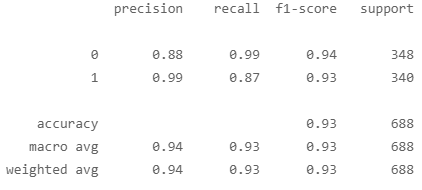 precision recall f1-score support
0 0.88 0.99 0.94 348
1 0.99 0.87 0.93 340
accuracy 0.93 688
macro avg 0.94 0.93 0.93 688
weighted avg 0.94 0.93 0.93 688